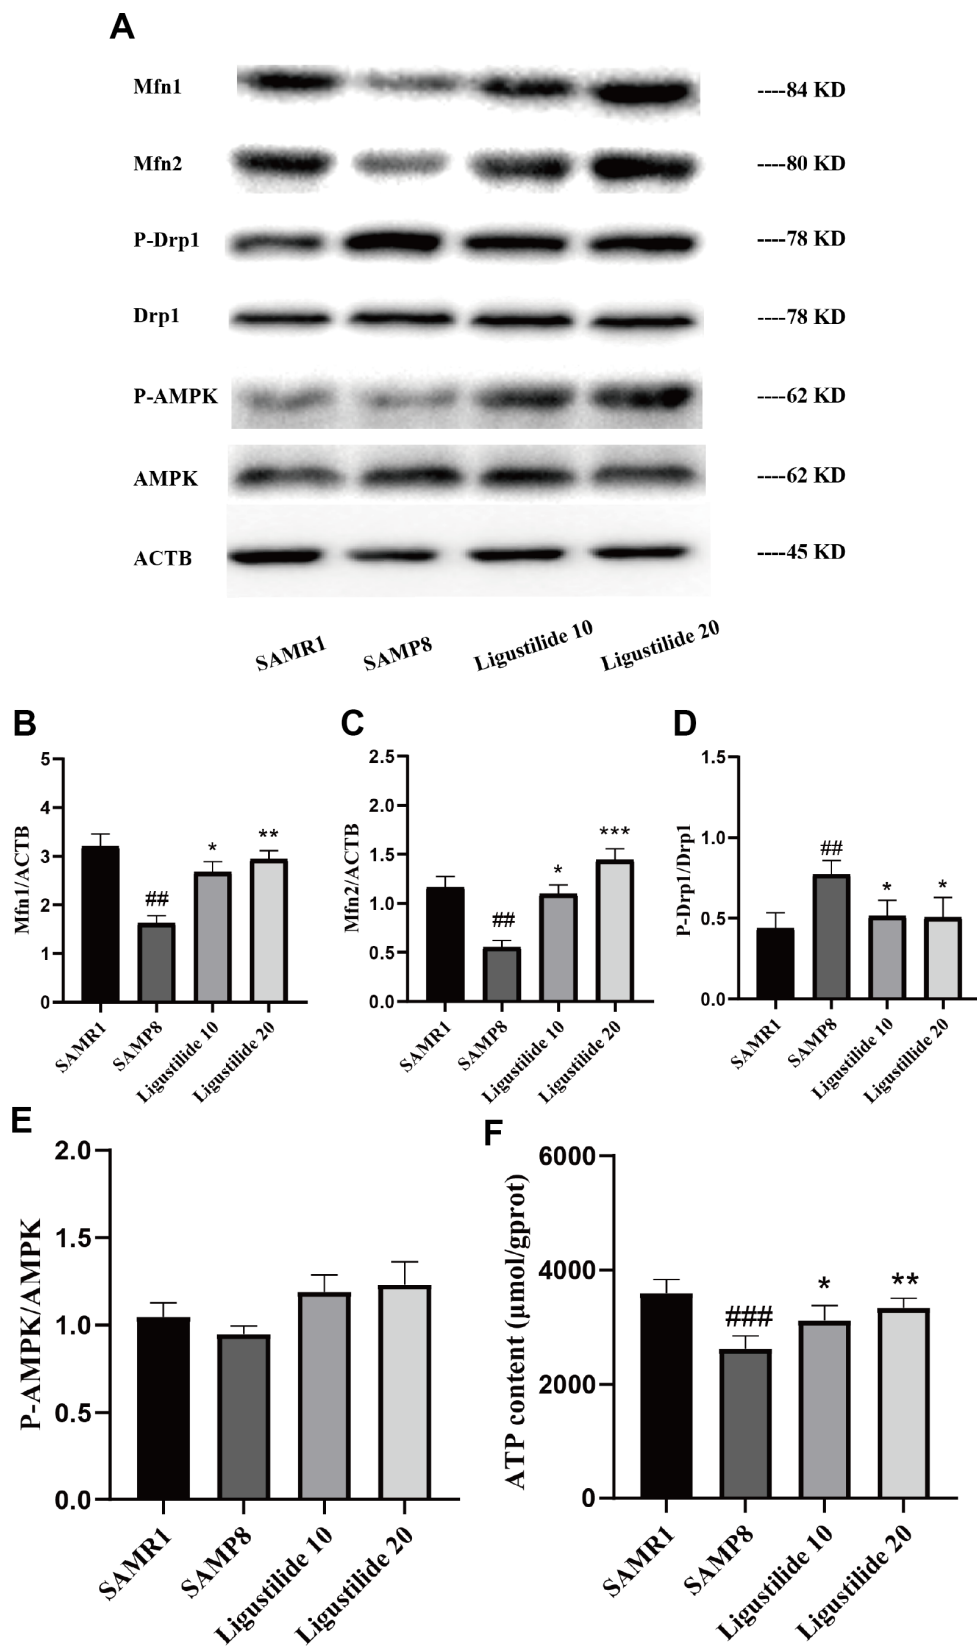 A
Mfn1 ----84 KD
Mfn2 ----80 KD
P-Drp1 ----78 KD
Drp1 ----78 KD
P-AMPK ----62 KD
AMPK ----62 KD
ACTB ----45 KD
SAMR1 SAMP8 Ligustilide 10 Ligustilide 20
B
Mfn1/ACTB
5
4
3
2
1
0
##
*
**
SAMR1 SAMP8 Ligustilide 10 Ligustilide 20
C
Mfn2/ACTB
2.5
2.0
1.5
1.0
0.5
0.0
##
*
***
SAMR1 SAMP8 Ligustilide 10 Ligustilide 20
D
P-Drp1/Drp1
1.5
1.0
0.5
0.0
##
*
*
SAMR1 SAMP8 Ligustilide 10 Ligustilide 20
E
P-AMPK/AMPK
2.0
1.5
1.0
0.5
0.0
SAMR1 SAMP8 Ligustilide 10 Ligustilide 20
F
ATP content (μmol/gprot)
6000
4000
2000
0
###
*
**
SAMR1 SAMP8 Ligustilide 10 Ligustilide 20